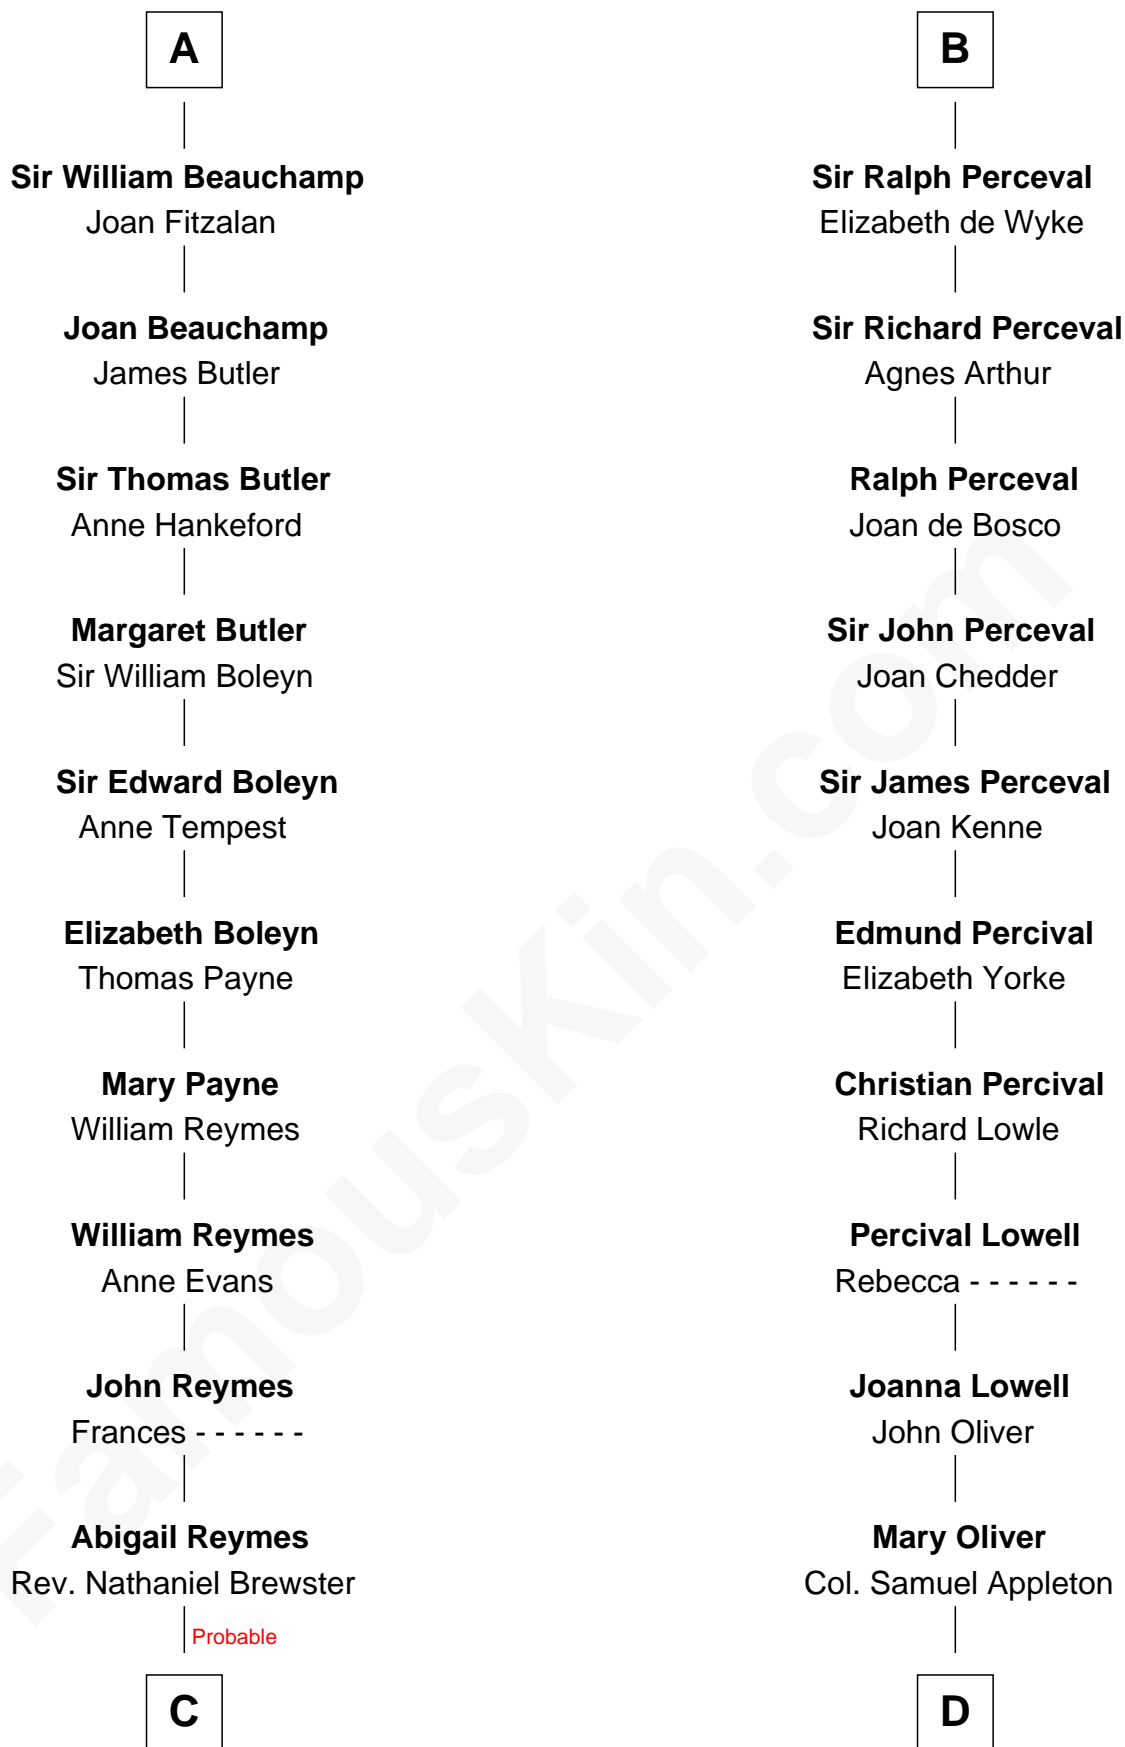 A
Sir William Beauchamp
Joan Fitzalan
Joan Beauchamp
James Butler
Sir Thomas Butler
Anne Hankeford
Margaret Butler
Sir William Boleyn
Sir Edward Boleyn
Anne Tempest
Elizabeth Boleyn
Thomas Payne
Mary Payne
William Reymes
William Reymes
Anne Evans
John Reymes
Frances - - - - - -
Abigail Reymes
Rev. Nathaniel Brewster
Probable
C
B
Sir Ralph Perceval
Elizabeth de Wyke
Sir Richard Perceval
Agnes Arthur
Ralph Perceval
Joan de Bosco
Sir John Perceval
Joan Chedder
Sir James Perceval
Joan Kenne
Edmund Percival
Elizabeth Yorke
Christian Percival
Richard Lowle
Percival Lowell
Rebecca - - - - - -
Joanna Lowell
John Oliver
Mary Oliver
Col. Samuel Appleton
D
FamousKin.com